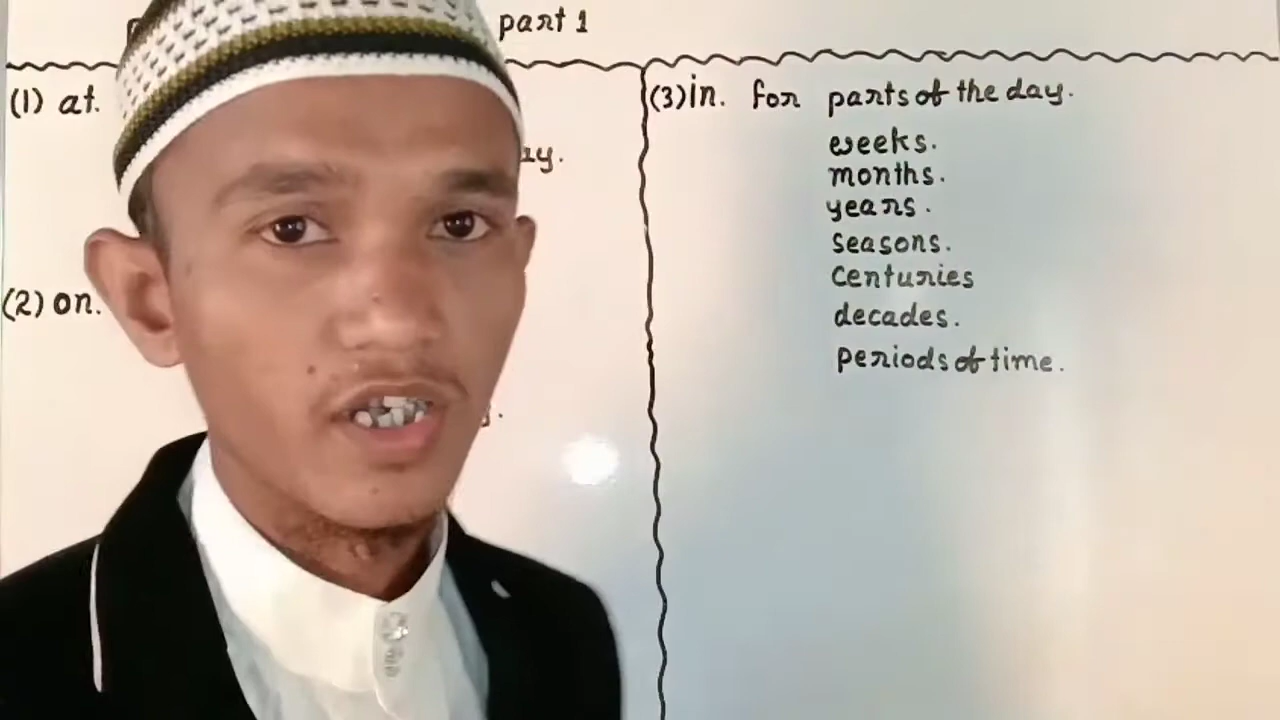 part 1
(1) at.
(2) on.
(3) in. for parts of the day.
weeks.
months.
years.
seasons.
centuries
decades.
periods of time.